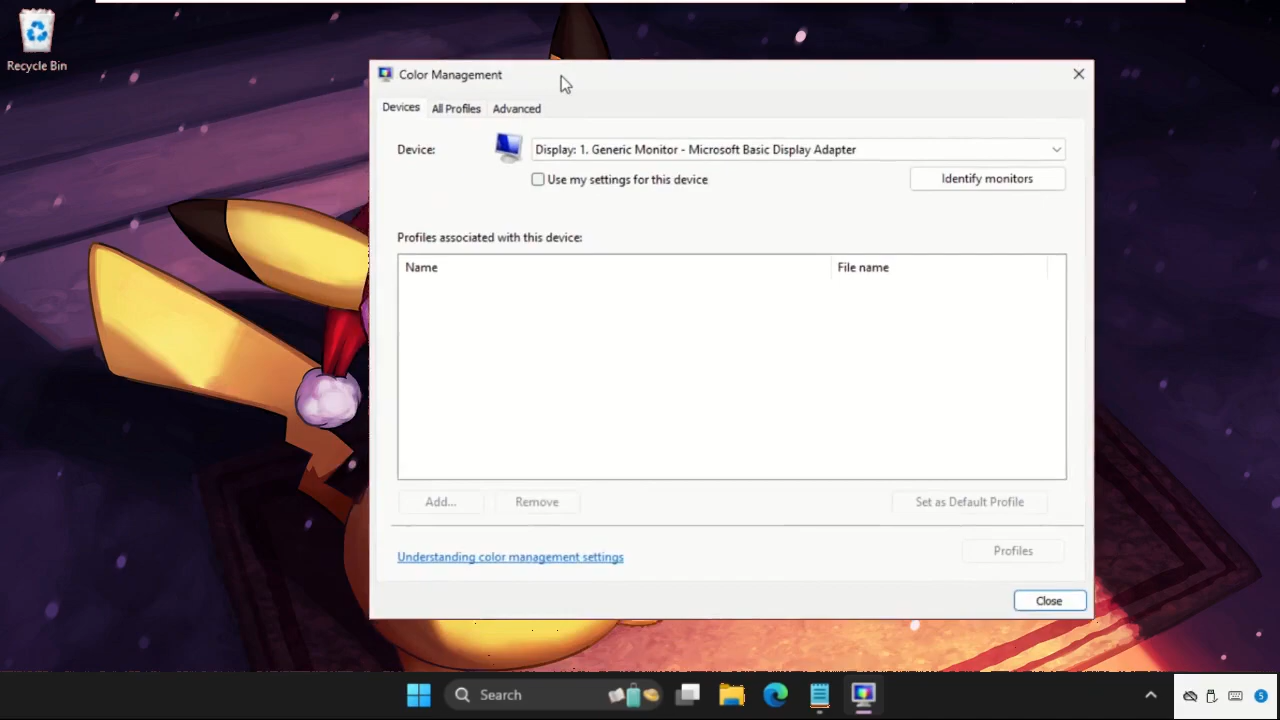 Recycle Bin
Color Management
Devices
All Profiles
Advanced
Device:
Display: 1. Generic Monitor - Microsoft Basic Display Adapter
Use my settings for this device
Identify monitors
Profiles associated with this device:
Name
File name
Add...
Remove
Set as Default Profile
Understanding color management settings
Profiles
Close
Search
5